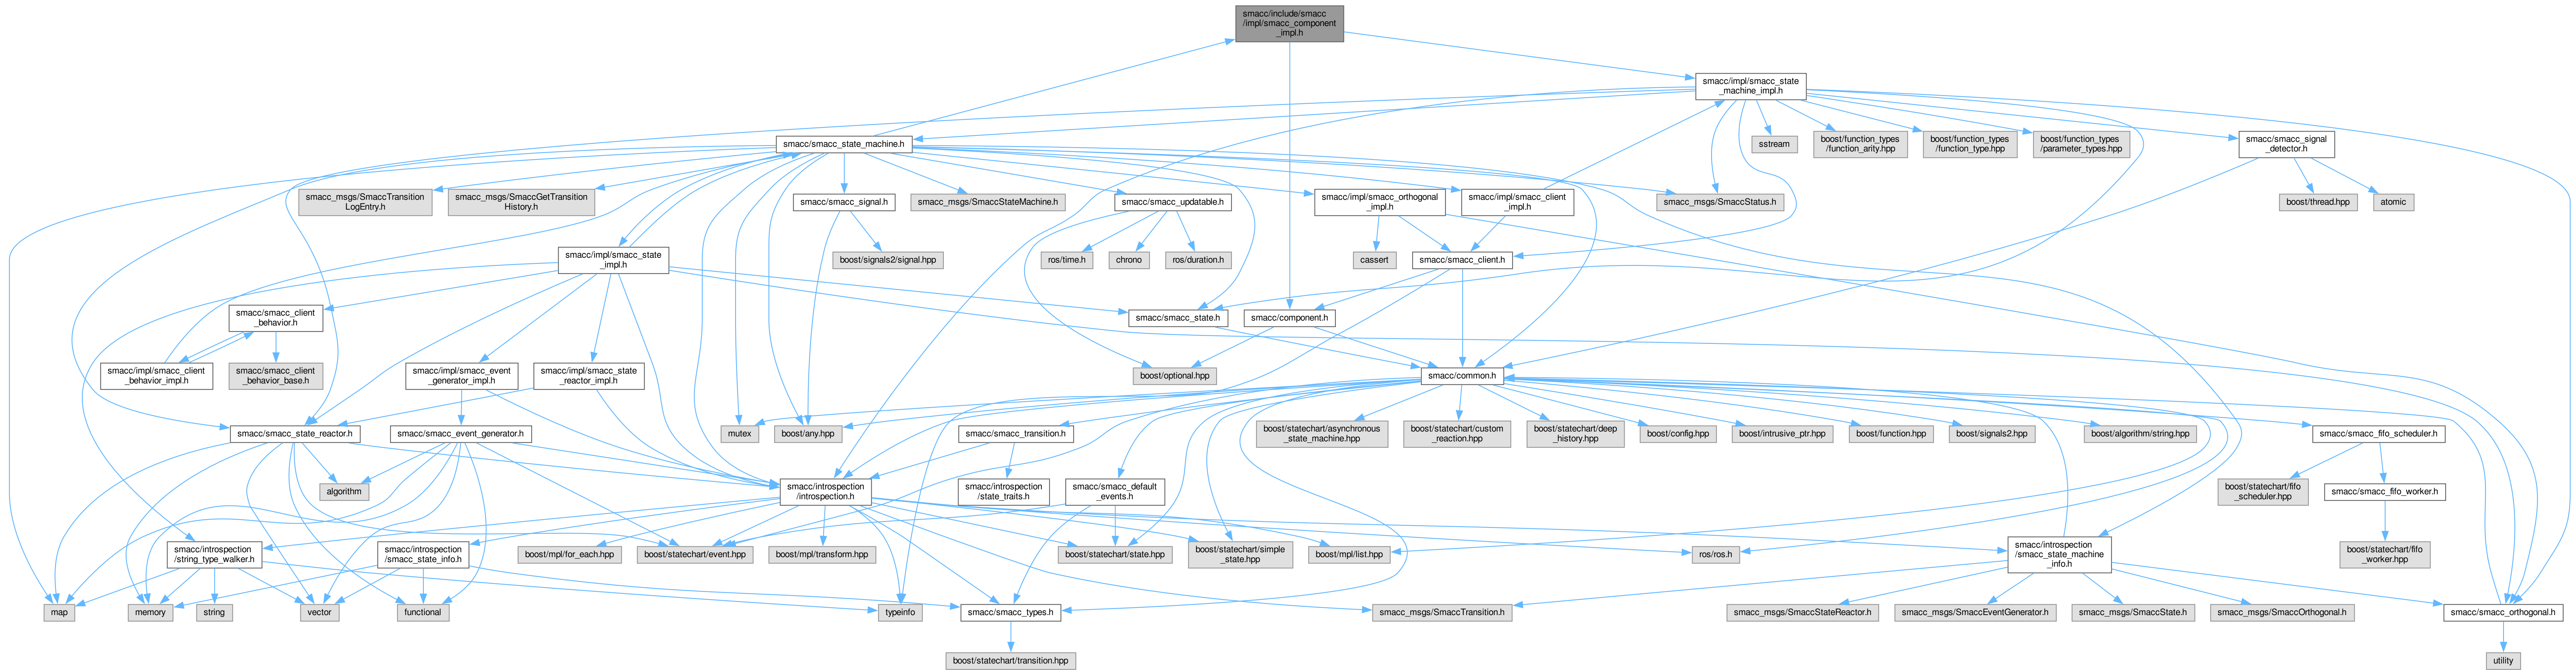 smacc/include/smacc
/impl/smacc_component
_impl.h
smacc/impl/smacc_state
_machine_impl.h
smacc/smacc_state_machine.h
sstream
boost/function_types
/function_arity.hpp
boost/function_types
/function_type.hpp
boost/function_types
/parameter_types.hpp
smacc/smacc_signal
_detector.h
smacc_msgs/SmaccTransition
LogEntry.h
smacc_msgs/SmaccGetTransition
History.h
smacc/smacc_signal.h
smacc_msgs/SmaccStateMachine.h
smacc/smacc_updatable.h
smacc/impl/smacc_orthogonal
_impl.h
smacc/impl/smacc_client
_impl.h
smacc_msgs/SmaccStatus.h
boost/thread.hpp
atomic
smacc/impl/smacc_state
_impl.h
boost/signals2/signal.hpp
ros/time.h
chrono
ros/duration.h
cassert
smacc/smacc_client.h
smacc/smacc_client
_behavior.h
smacc/smacc_state.h
smacc/component.h
smacc/impl/smacc_client
_behavior_impl.h
smacc/smacc_client
_behavior_base.h
smacc/impl/smacc_event
_generator_impl.h
smacc/impl/smacc_state
_reactor_impl.h
boost/optional.hpp
smacc/common.h
smacc/smacc_state_reactor.h
smacc/smacc_event_generator.h
mutex
boost/any.hpp
smacc/smacc_transition.h
boost/statechart/asynchronous
_state_machine.hpp
boost/statechart/custom
_reaction.hpp
boost/statechart/deep
_history.hpp
boost/config.hpp
boost/intrusive_ptr.hpp
boost/function.hpp
boost/signals2.hpp
boost/algorithm/string.hpp
smacc/smacc_fifo_scheduler.h
algorithm
smacc/introspection
/introspection.h
smacc/introspection
/state_traits.h
smacc/smacc_default
_events.h
boost/statechart/fifo
_scheduler.hpp
smacc/smacc_fifo_worker.h
smacc/introspection
/string_type_walker.h
smacc/introspection
/smacc_state_info.h
boost/mpl/for_each.hpp
boost/statechart/event.hpp
boost/mpl/transform.hpp
boost/statechart/state.hpp
boost/statechart/simple
_state.hpp
boost/mpl/list.hpp
ros/ros.h
smacc/introspection
/smacc_state_machine
_info.h
boost/statechart/fifo
_worker.hpp
map
memory
string
vector
functional
typeinfo
smacc/smacc_types.h
smacc_msgs/SmaccTransition.h
smacc_msgs/SmaccStateReactor.h
smacc_msgs/SmaccEventGenerator.h
smacc_msgs/SmaccState.h
smacc_msgs/SmaccOrthogonal.h
smacc/smacc_orthogonal.h
boost/statechart/transition.hpp
utility